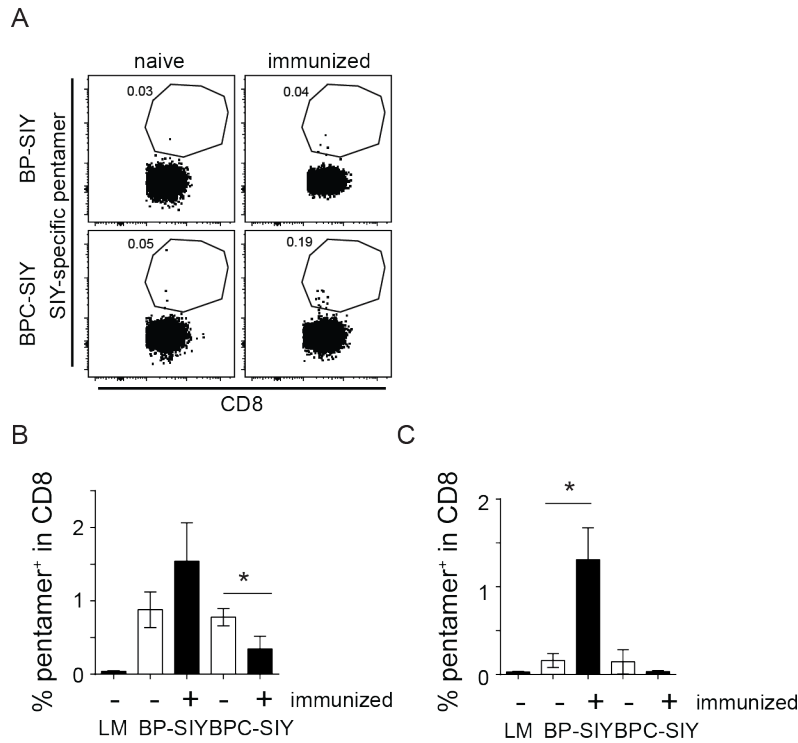 A
naive immunized
SIY-specific pentamer
BP-SIY
0.03 0.04
BPC-SIY
0.05 0.19
CD8
B
% pentamer+ in CD8
2
1
0
*
- - + - + immunized
LM BP-SIY BPC-SIY
C
% pentamer+ in CD8
2
1
0
*
- - + - + immunized
LM BP-SIY BPC-SIY